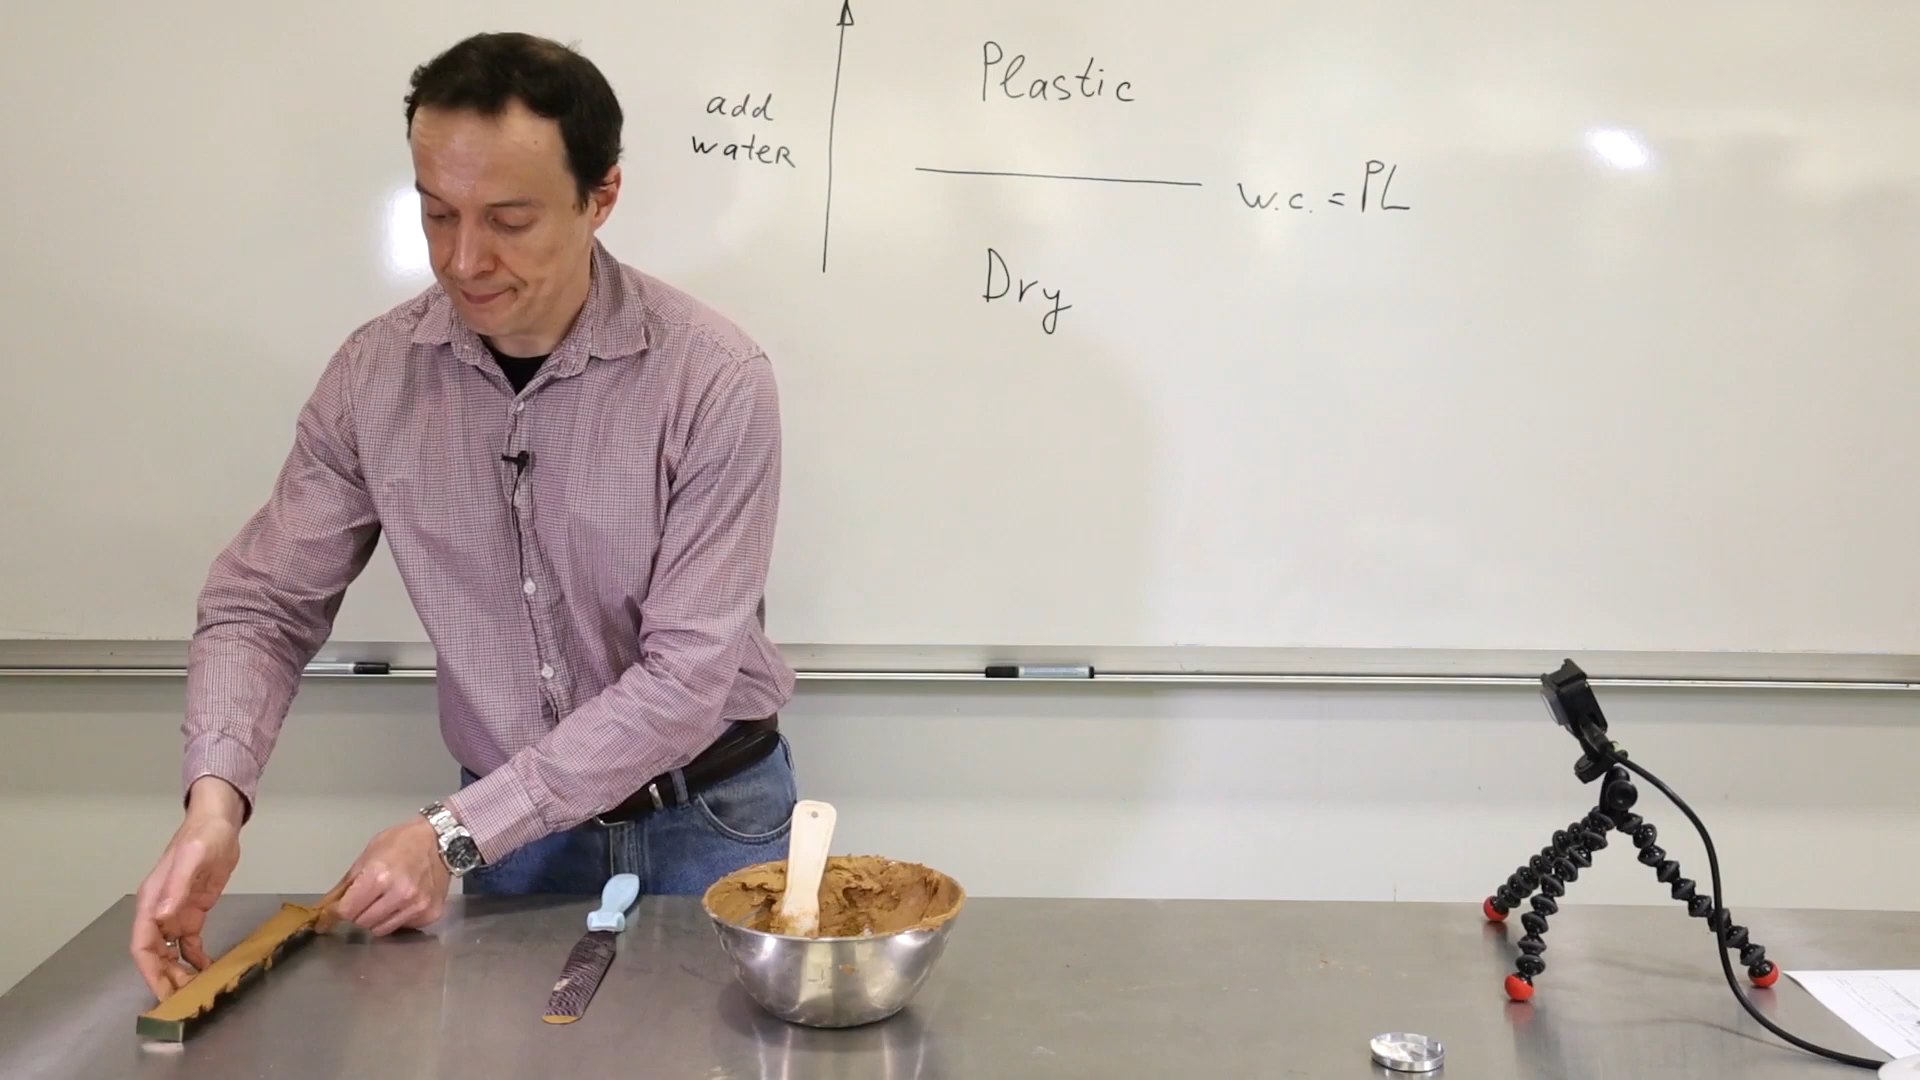 Plastic
add
water
w.c. = PL
Dry